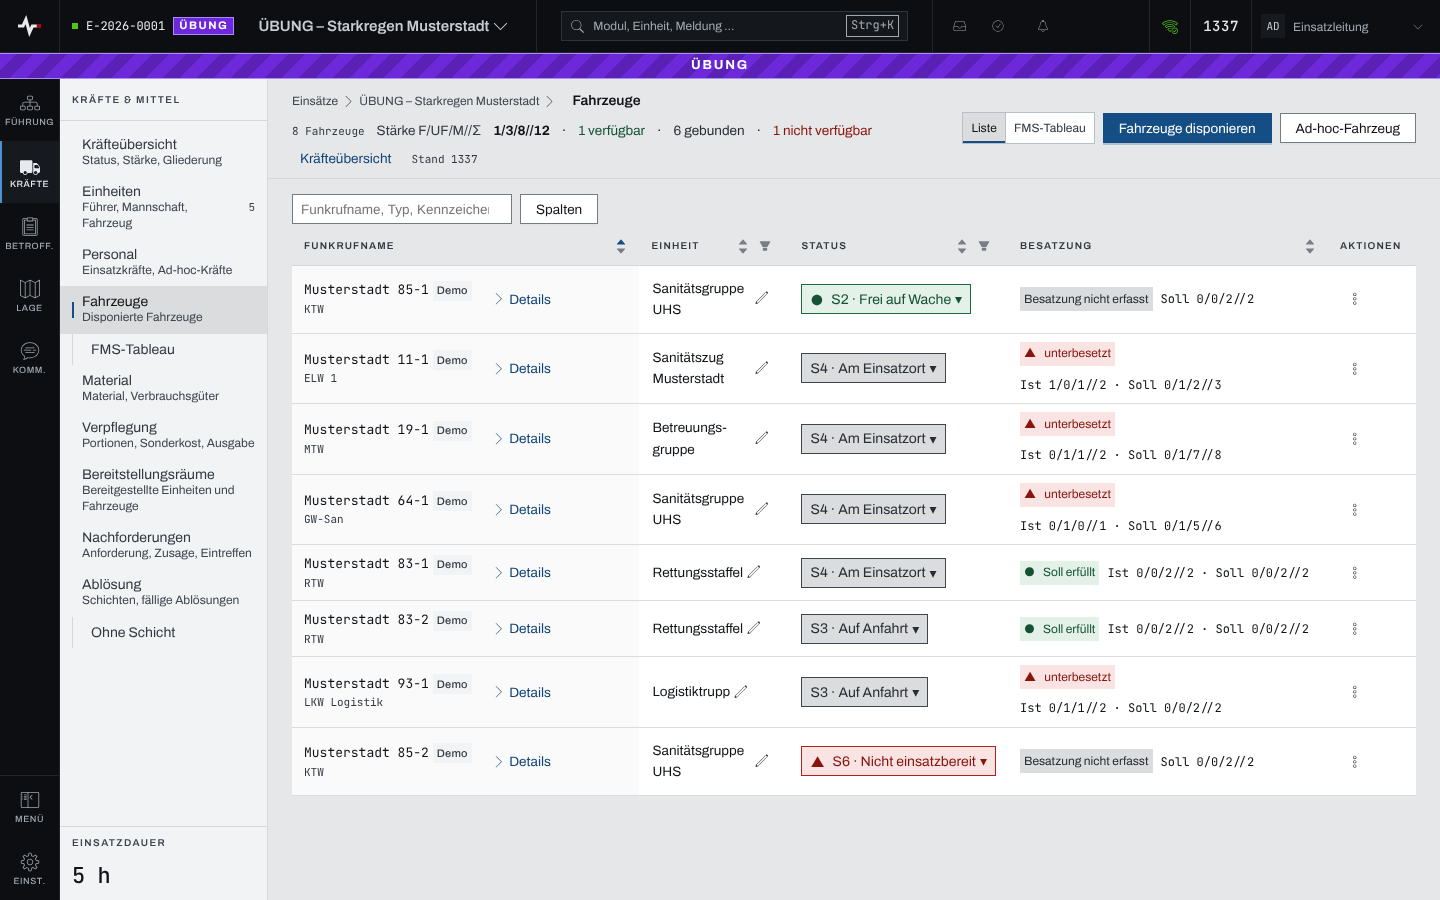 E-2026-0001 ÜBUNG ÜBUNG – Starkregen Musterstadt Modul, Einheit, Meldung ... Strg+K 1337 AD Einsatzleitung
ÜBUNG
FÜHRUNG
KRÄFTE
BETROFF.
LAGE
KOMM.
MENÜ
EINST.
KRÄFTE & MITTEL
Kräfteübersicht
Status, Stärke, Gliederung
Einheiten
Führer, Mannschaft, Fahrzeug 5
Personal
Einsatzkräfte, Ad-hoc-Kräfte
Fahrzeuge
Disponierte Fahrzeuge
FMS-Tableau
Material
Material, Verbrauchsgüter
Verpflegung
Portionen, Sonderkost, Ausgabe
Bereitstellungsräume
Bereitgestellte Einheiten und
Fahrzeuge
Nachforderungen
Anforderung, Zusage, Eintreffen
Ablösung
Schichten, fällige Ablösungen
Ohne Schicht
EINSATZDAUER
5 h
Einsätze ÜBUNG – Starkregen Musterstadt Fahrzeuge
8 Fahrzeuge Stärke F/UF/M//Σ 1/3/8//12 · 1 verfügbar · 6 gebunden · 1 nicht verfügbar
Kräfteübersicht Stand 1337
Liste FMS-Tableau Fahrzeuge disponieren Ad-hoc-Fahrzeug
Funkrufname, Typ, Kennzeichen Spalten
FUNKRUFNAME EINHEIT STATUS BESATZUNG AKTIONEN
Musterstadt 85-1 Demo
KTW
Details
Sanitätsgruppe
UHS
S2 · Frei auf Wache ▾
Besatzung nicht erfasst Soll 0/0/2//2
Musterstadt 11-1 Demo
ELW 1
Details
Sanitätszug
Musterstadt
S4 · Am Einsatzort ▾
unterbesetzt
Ist 1/0/1//2 · Soll 0/1/2//3
Musterstadt 19-1 Demo
MTW
Details
Betreuungs-
gruppe
S4 · Am Einsatzort ▾
unterbesetzt
Ist 0/1/1//2 · Soll 0/1/7//8
Musterstadt 64-1 Demo
GW-San
Details
Sanitätsgruppe
UHS
S4 · Am Einsatzort ▾
unterbesetzt
Ist 0/1/0//1 · Soll 0/1/5//6
Musterstadt 83-1 Demo
RTW
Details
Rettungsstaffel
S4 · Am Einsatzort ▾
Soll erfüllt Ist 0/0/2//2 · Soll 0/0/2//2
Musterstadt 83-2 Demo
RTW
Details
Rettungsstaffel
S3 · Auf Anfahrt ▾
Soll erfüllt Ist 0/0/2//2 · Soll 0/0/2//2
Musterstadt 93-1 Demo
LKW Logistik
Details
Logistiktrupp
S3 · Auf Anfahrt ▾
unterbesetzt
Ist 0/1/1//2 · Soll 0/0/2//2
Musterstadt 85-2 Demo
KTW
Details
Sanitätsgruppe
UHS
S6 · Nicht einsatzbereit ▾
Besatzung nicht erfasst Soll 0/0/2//2